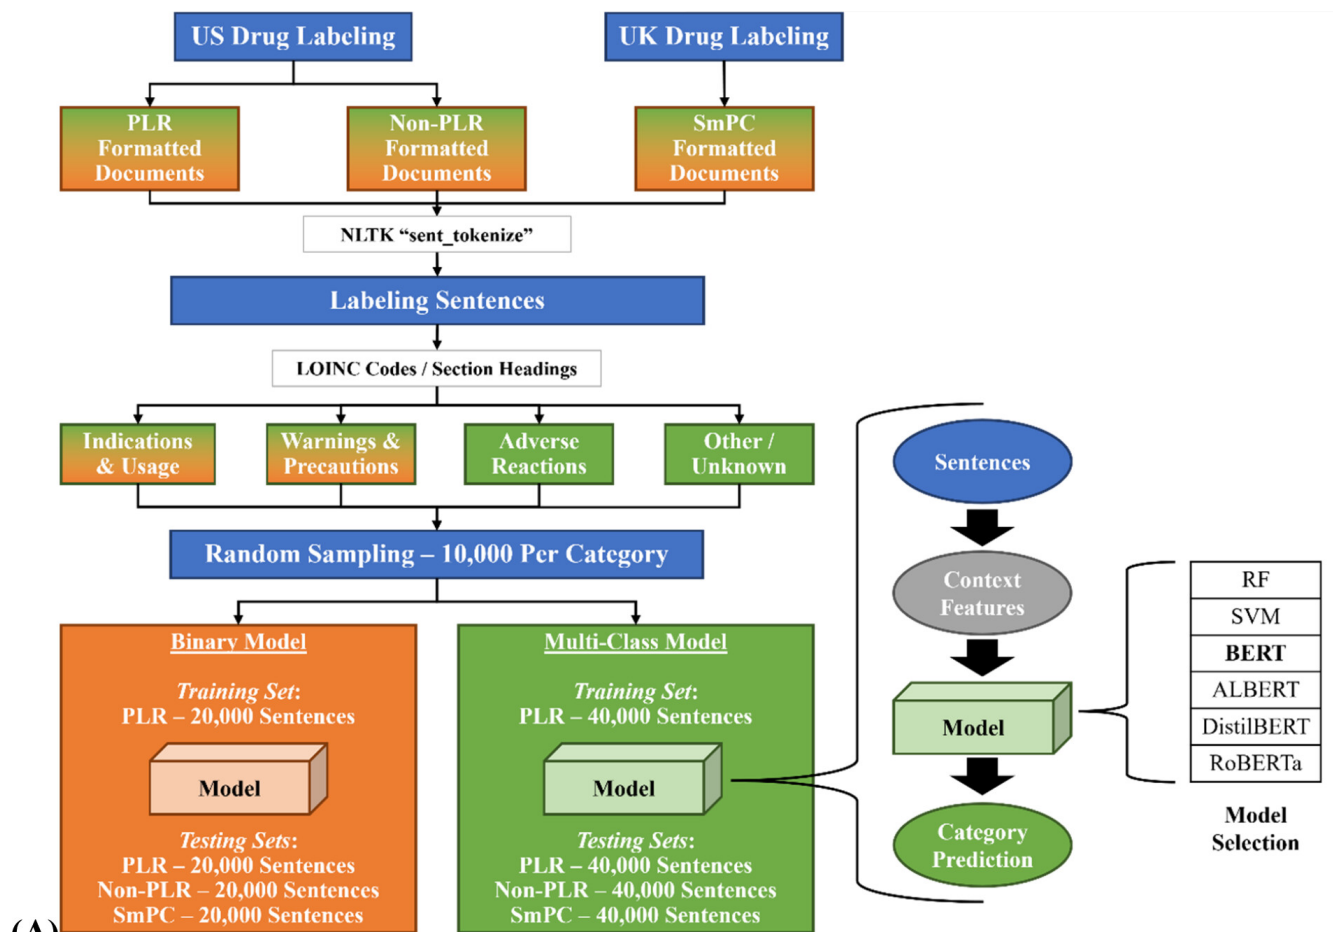 US Drug Labeling
UK Drug Labeling
PLR
Formatted
Documents
Non-PLR
Formatted
Documents
SmPC
Formatted
Documents
NLTK “sent_tokenize”
Labeling Sentences
LOINC Codes / Section Headings
Indications
& Usage
Warnings &
Precautions
Adverse
Reactions
Other /
Unknown
Random Sampling – 10,000 Per Category
Binary Model
Training Set:
PLR – 20,000 Sentences
Model
Testing Sets:
PLR – 20,000 Sentences
Non-PLR – 20,000 Sentences
SmPC – 20,000 Sentences
Multi-Class Model
Training Set:
PLR – 40,000 Sentences
Model
Testing Sets:
PLR – 40,000 Sentences
Non-PLR – 40,000 Sentences
SmPC – 40,000 Sentences
Sentences
Context
Features
Model
Category
Prediction
RF
SVM
BERT
ALBERT
DistilBERT
RoBERTa
Model
Selection
(A)